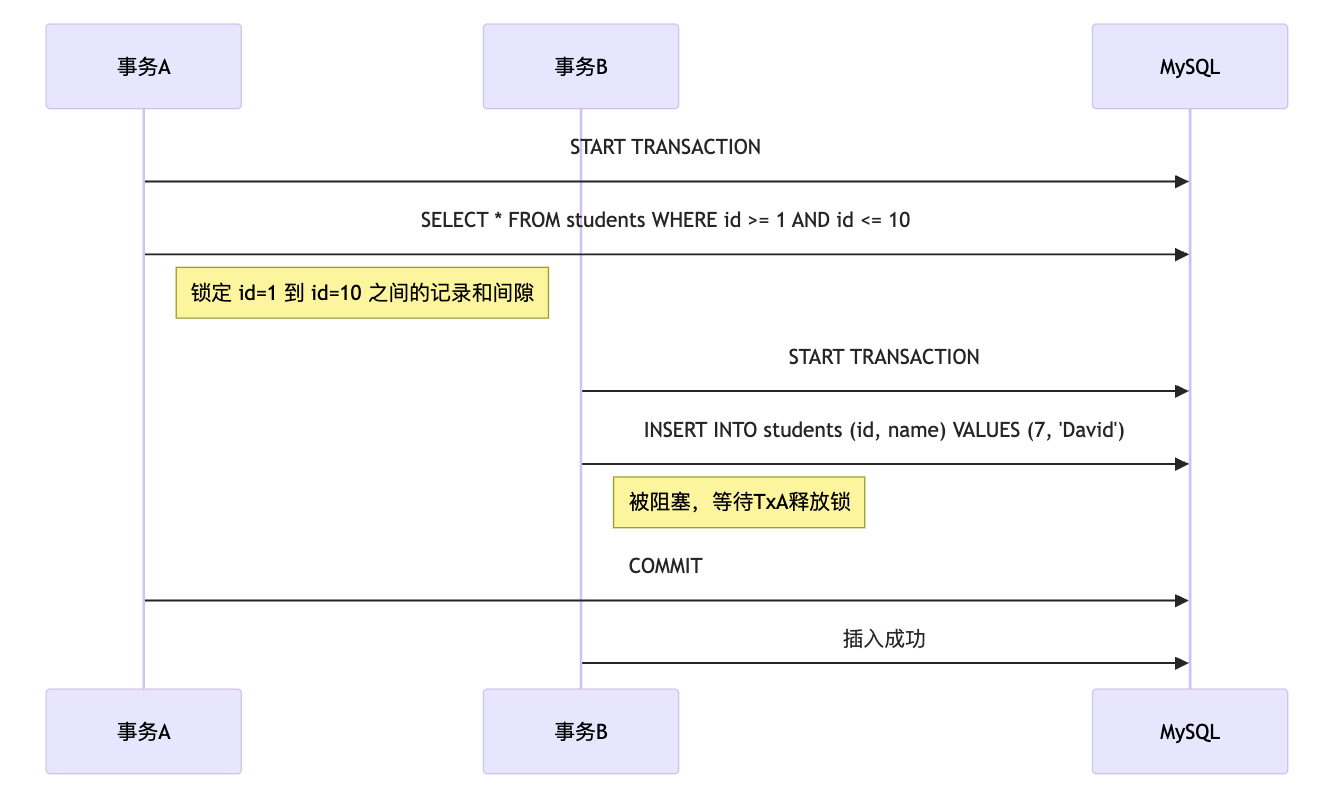 事务A
事务B
MySQL
START TRANSACTION
SELECT * FROM students WHERE id >= 1 AND id <= 10
锁定 id=1 到 id=10 之间的记录和间隙
START TRANSACTION
INSERT INTO students (id, name) VALUES (7, 'David')
被阻塞，等待TxA释放锁
COMMIT
插入成功
事务A
事务B
MySQL